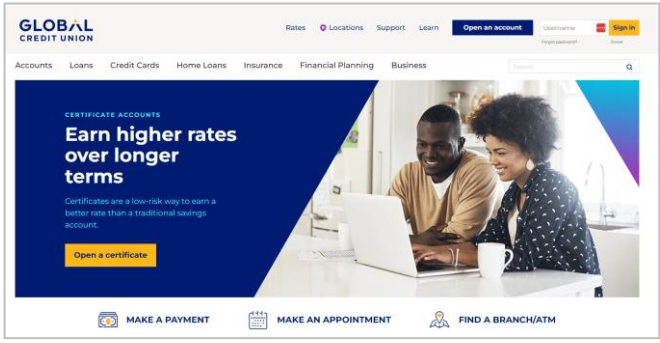 GLOBAL
CREDIT UNION
Rates Locations Support Learn Open an account Username Sign in
Forgot password? Enroll
Accounts Loans Credit Cards Home Loans Insurance Financial Planning Business Search
CERTIFICATE ACCOUNTS
Earn higher rates
over longer
terms
Certificates are a low-risk way to earn a
better rate than a traditional savings
account.
Open a certificate
MAKE A PAYMENT MAKE AN APPOINTMENT FIND A BRANCH/ATM